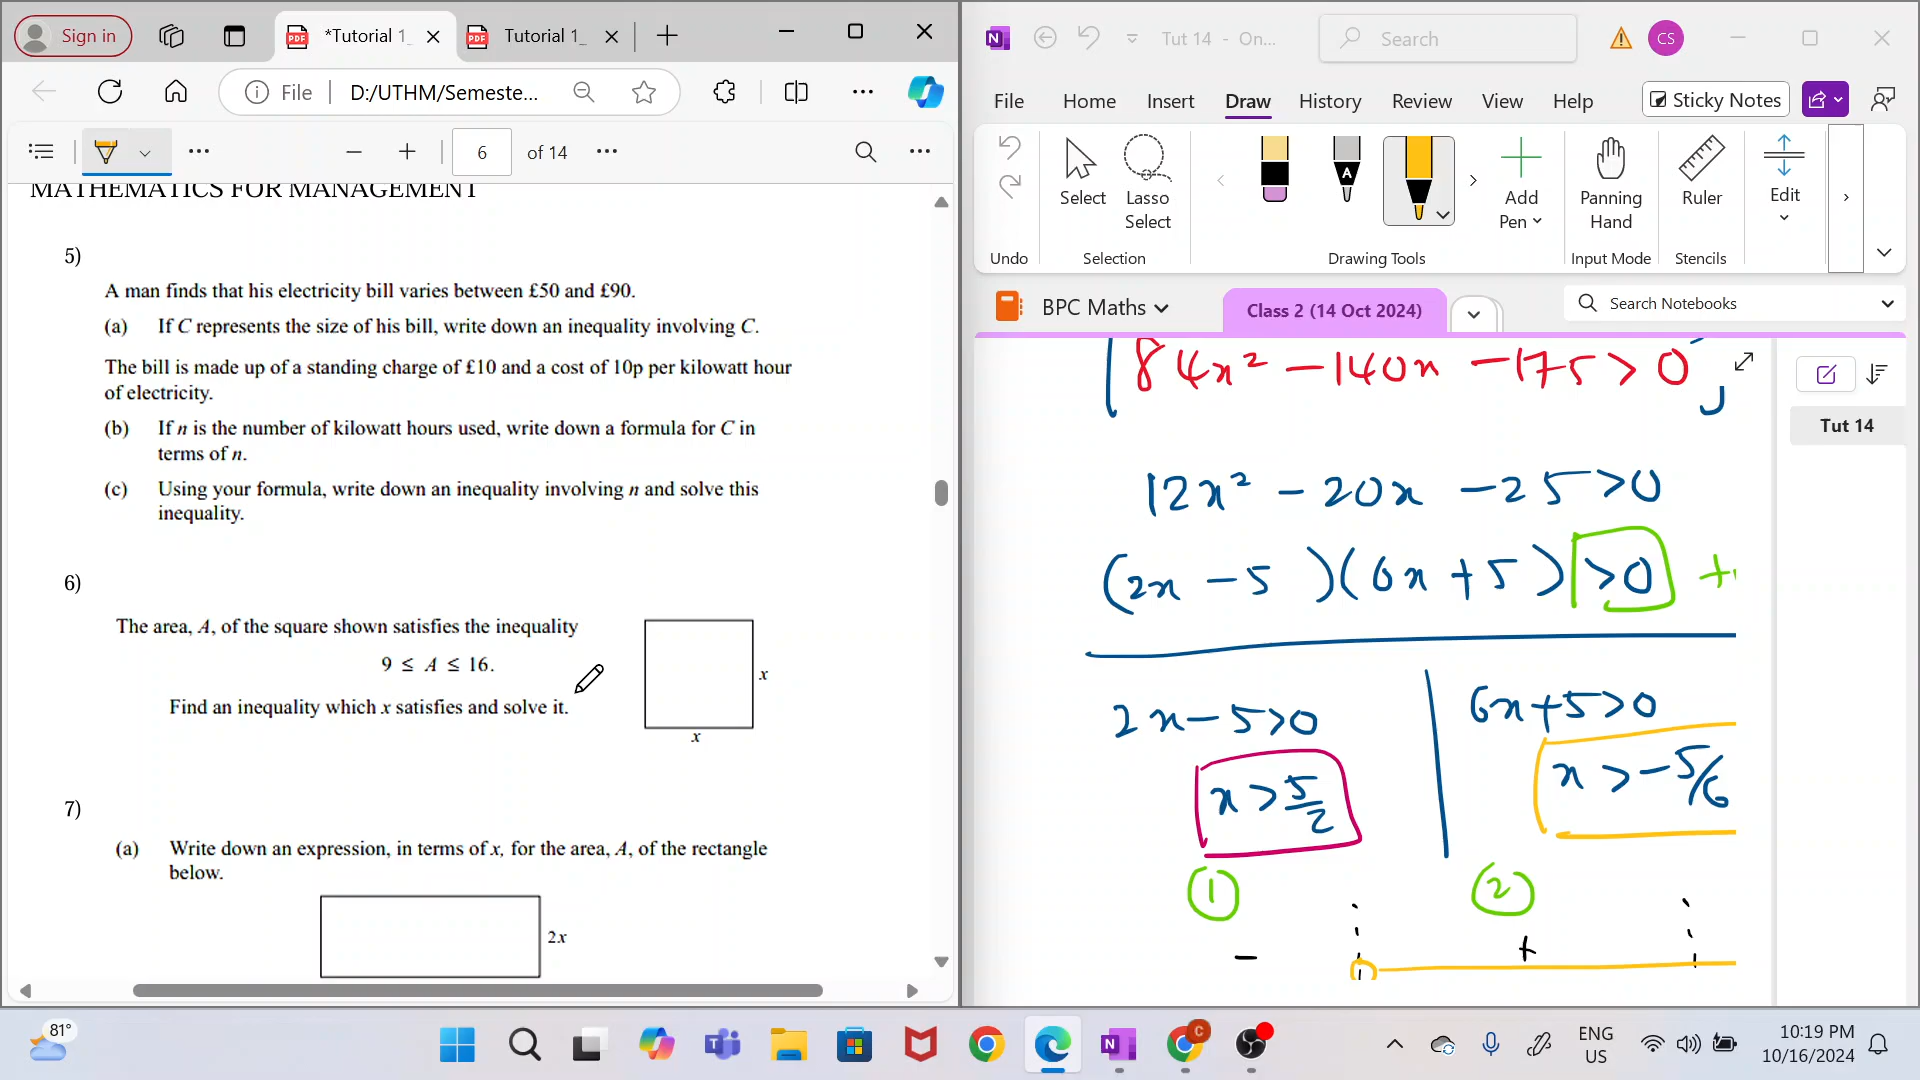 Sign in
*Tutorial 1_
Tutorial 1_
Tut 14 - On...
Search
CS
File
D:/UTHM/Semeste...
File Home Insert Draw History Review View Help
Sticky Notes
6 of 14
Select
Lasso Select
Add Pen
Panning Hand
Ruler
Edit
Undo
Selection
Drawing Tools
Input Mode
Stencils
BPC Maths
Class 2 (14 Oct 2024)
Search Notebooks
Tut 14
MATHEMATICS FOR MANAGEMENT
5)
A man finds that his electricity bill varies between £50 and £90.
(a) If C represents the size of his bill, write down an inequality involving C.
The bill is made up of a standing charge of £10 and a cost of 10p per kilowatt hour
of electricity.
(b) If n is the number of kilowatt hours used, write down a formula for C in
terms of n.
(c) Using your formula, write down an inequality involving n and solve this
inequality.
6)
The area, A, of the square shown satisfies the inequality
9 ≤ A ≤ 16.
Find an inequality which x satisfies and solve it.
x
x
7)
(a) Write down an expression, in terms of x, for the area, A, of the rectangle
below.
2x
84x² - 140x - 175 > 0
12x² - 20x - 25 > 0
(2x - 5)(6x + 5) > 0 +
2x - 5 > 0
6x + 5 > 0
x > 5/2
x > -5/6
1
2
- +
81°
ENG
US
10:19 PM
10/16/2024